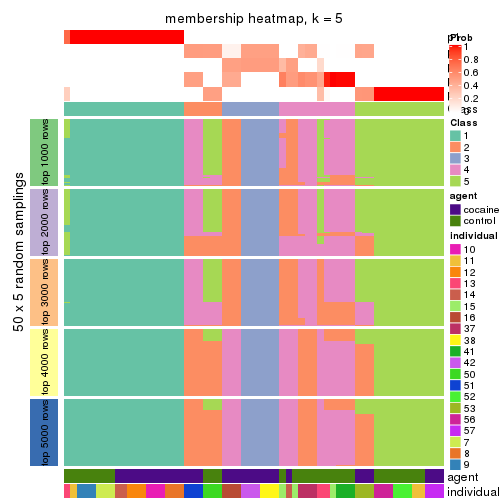 membership heatmap, k = 5
50 x 5 random samplings
top 1000 rows
top 2000 rows
top 3000 rows
top 4000 rows
top 5000 rows
Prob
1
0.8
0.6
0.4
0.2
0
Class
1
2
3
4
5
agent
cocaine
control
individual
10
11
12
13
14
15
16
37
38
41
42
50
51
52
53
56
57
7
8
9
agent
individual